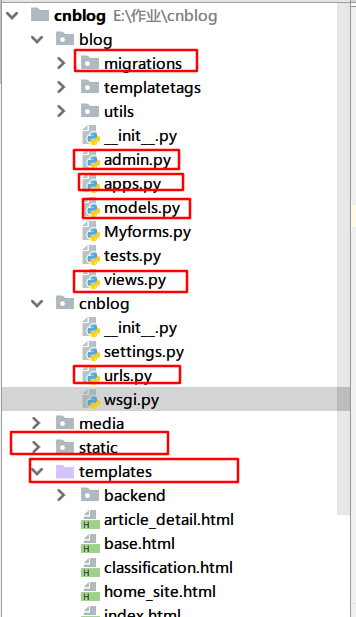 cnblog E:\作业\cnblog
blog
migrations
templatetags
utils
__init__.py
admin.py
apps.py
models.py
Myforms.py
tests.py
views.py
cnblog
__init__.py
settings.py
urls.py
wsgi.py
media
static
templates
backend
article_detail.html
base.html
classification.html
home_site.html
index.html